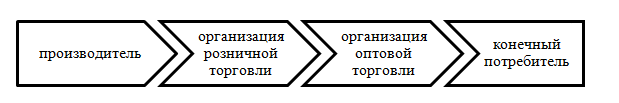 производитель
организация
розничной
торговли
организация
оптовой
торговли
конечный
потребитель